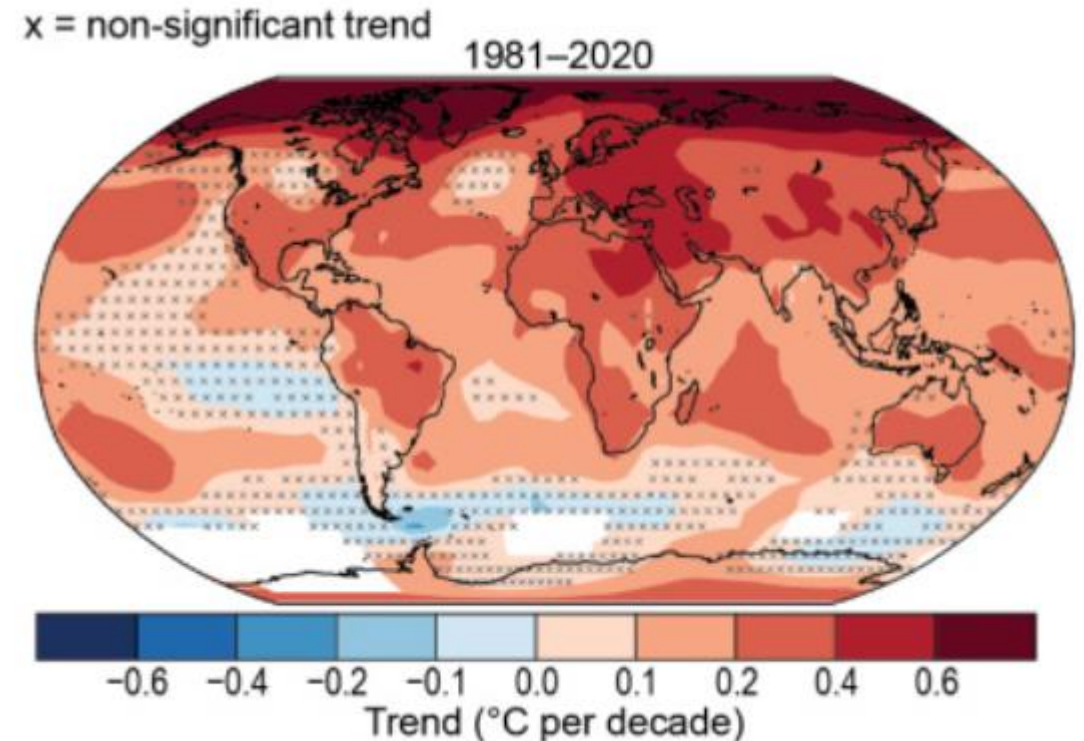 x = non-significant trend
1981–2020
−0.6 −0.4 −0.2 −0.1 0.0 0.1 0.2 0.4 0.6
Trend (°C per decade)